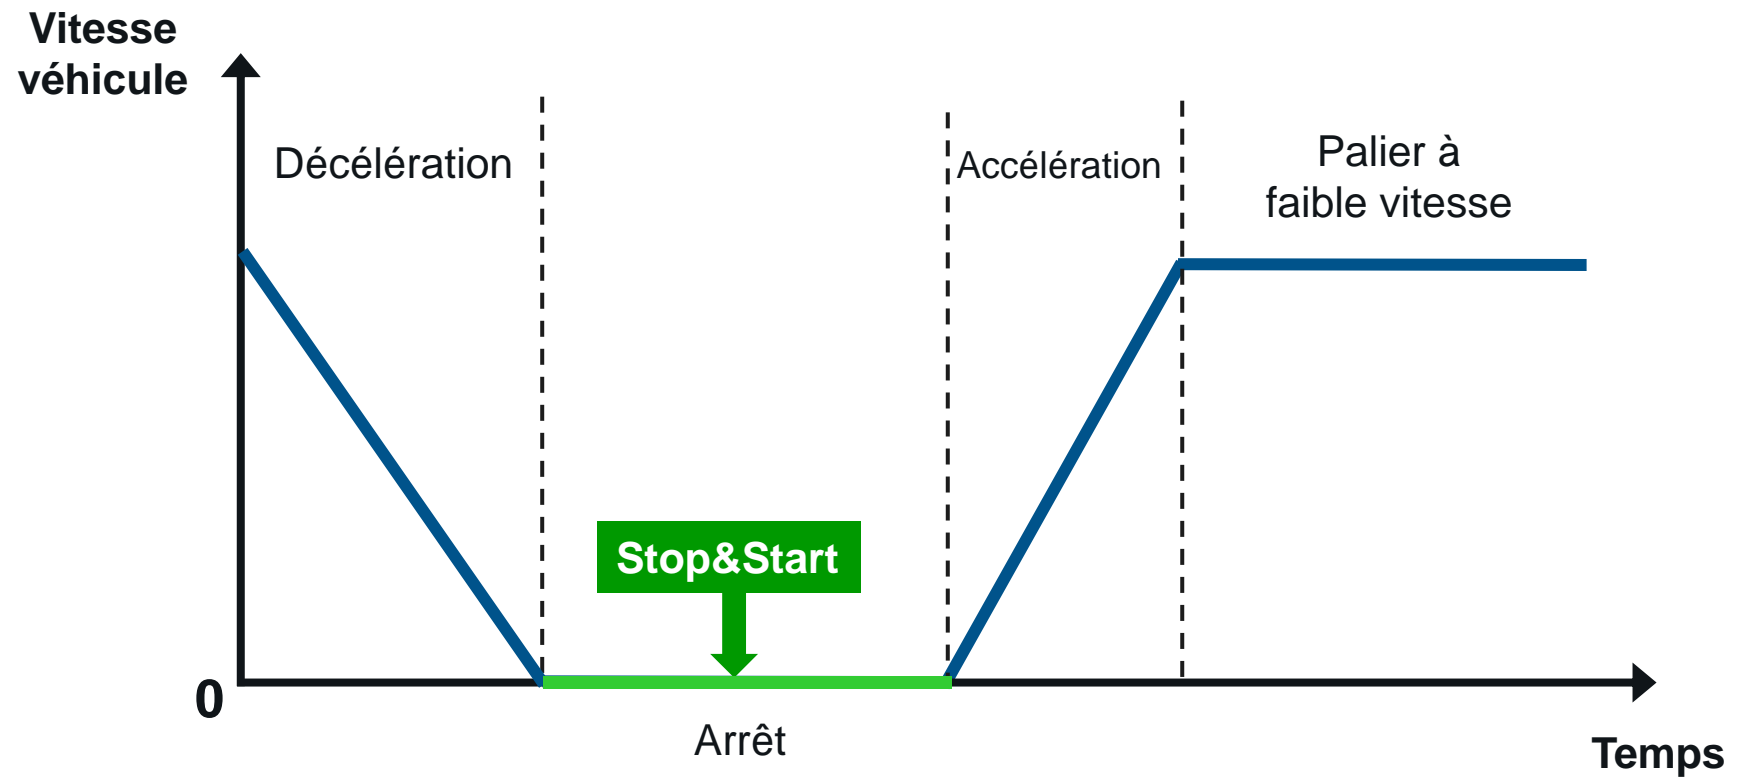 Vitesse
véhicule
Décélération
Accélération
Palier à
faible vitesse
Stop&Start
0
Arrêt
Temps